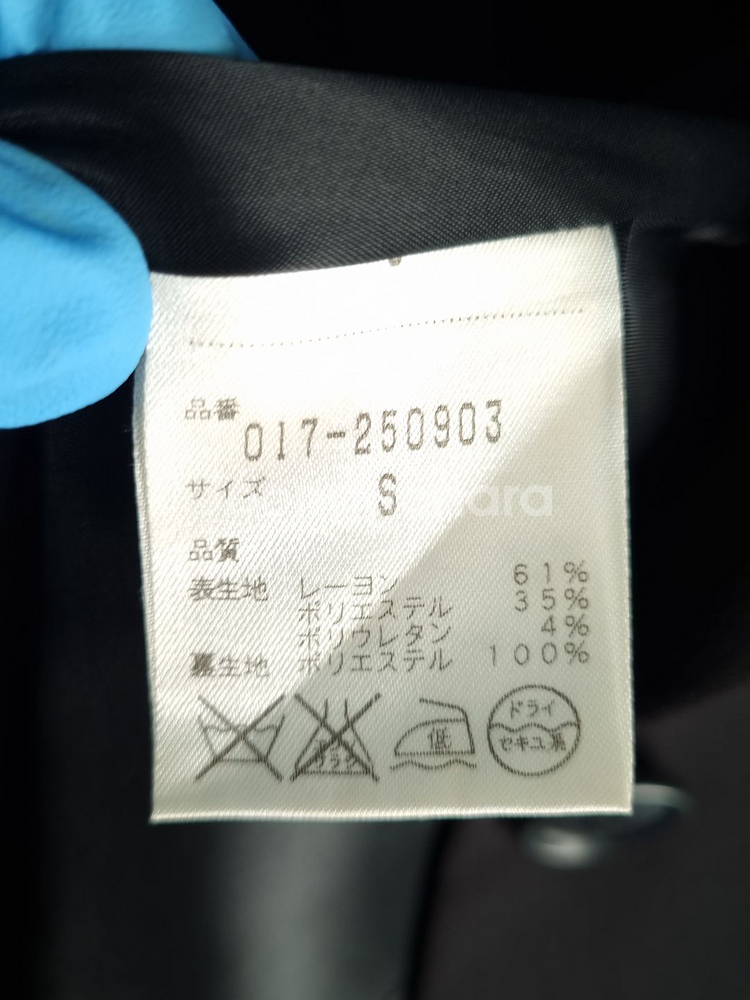 品番
017-250903
サイズ S
品質
表生地 レーヨン 61%
ポリエステル 35%
ポリウレタン 4%
裏生地 ポリエステル 100%
低
ドライ
セキユ系